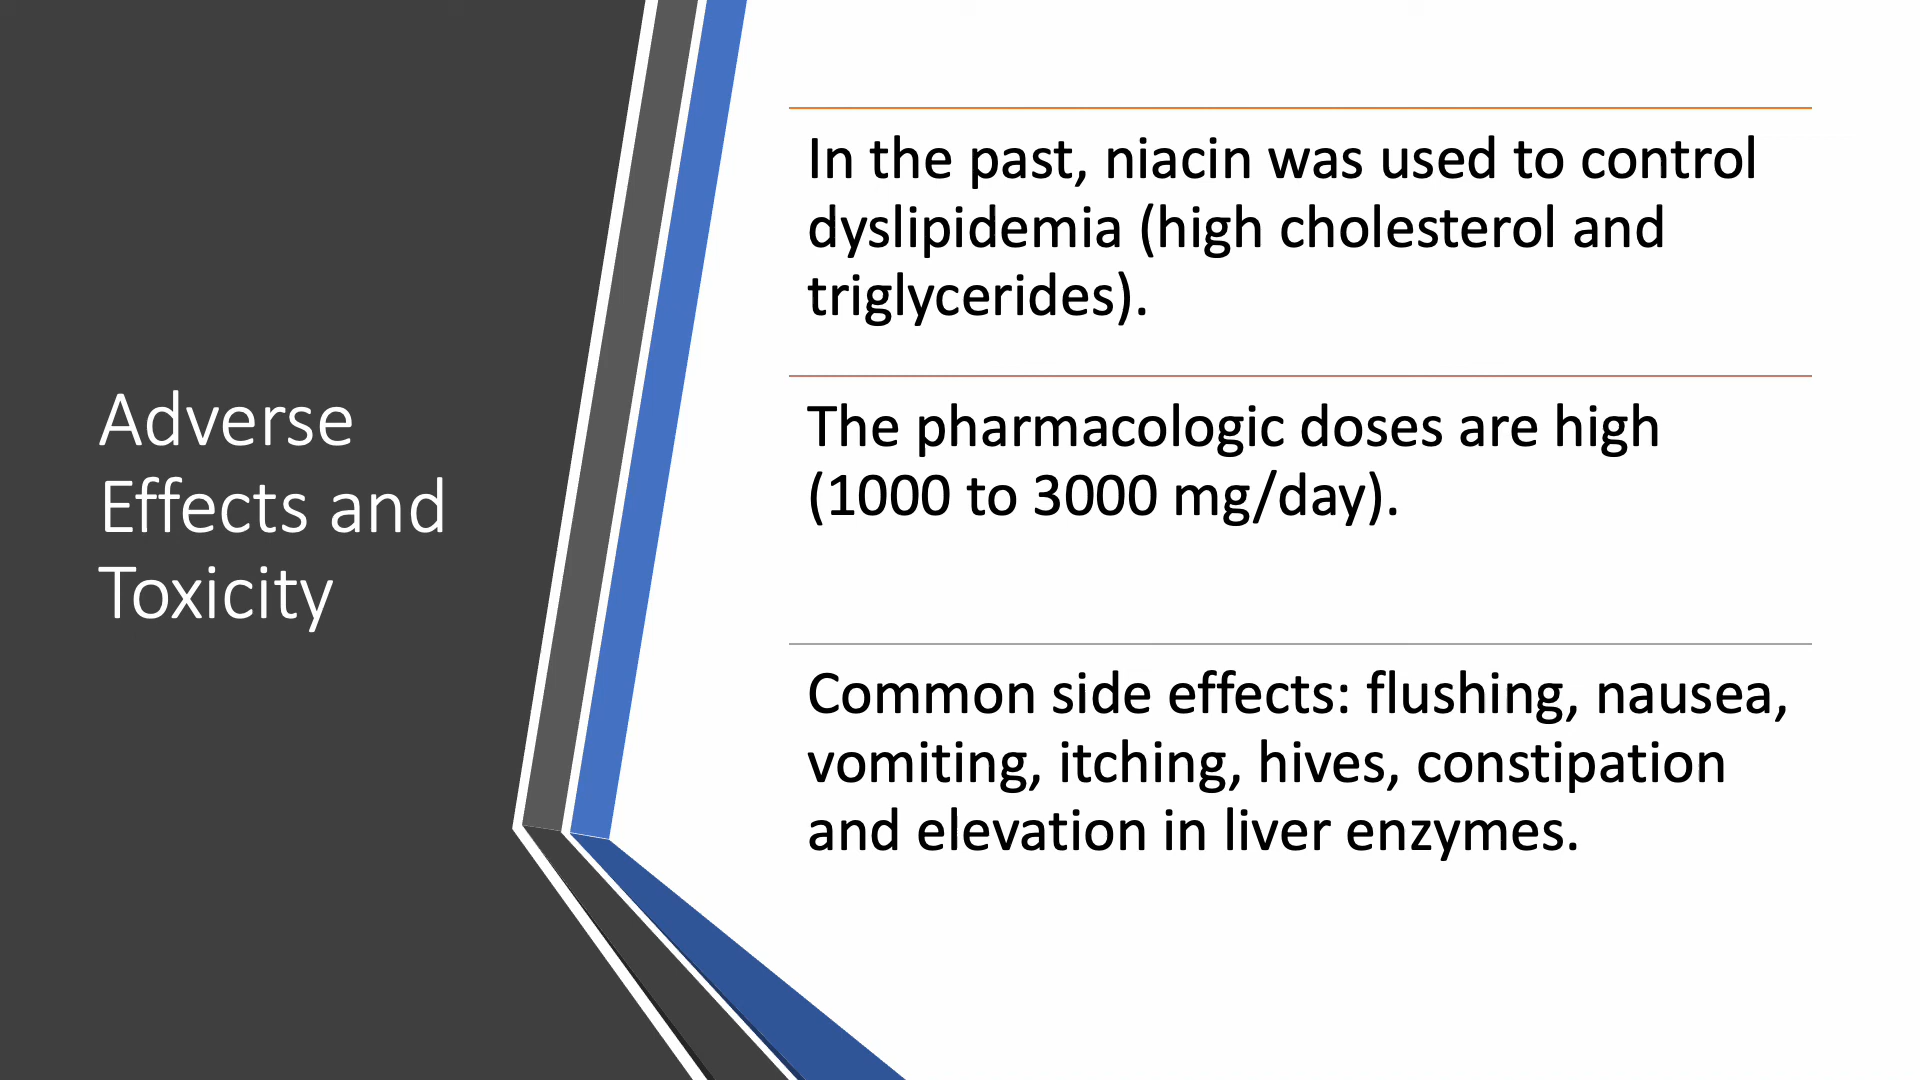 Adverse
Effects and
Toxicity
In the past, niacin was used to control
dyslipidemia (high cholesterol and
triglycerides).
The pharmacologic doses are high
(1000 to 3000 mg/day).
Common side effects: flushing, nausea,
vomiting, itching, hives, constipation
and elevation in liver enzymes.